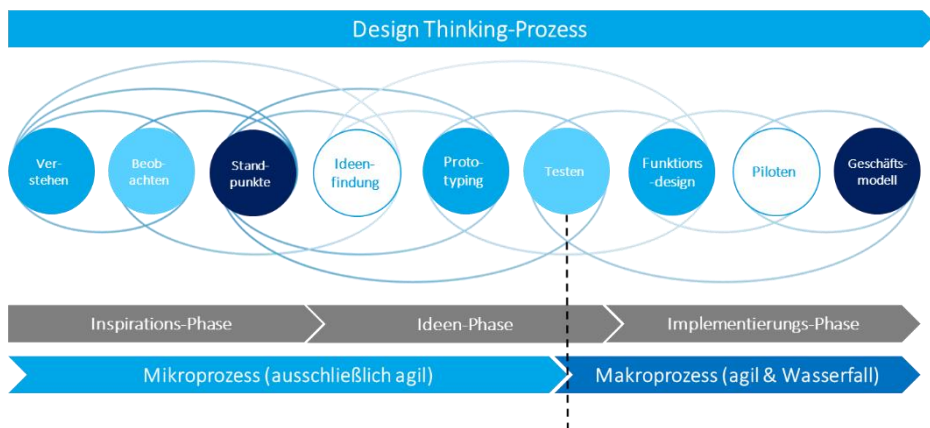 Design Thinking-Prozess
Ver-
stehen
Beob-
achten
Stand-
punkte
Ideen-
findung
Proto-
typing
Testen
Funktions
-design
Piloten
Geschäfts-
modell
Inspirations-Phase
Ideen-Phase
Implementierungs-Phase
Mikroprozess (ausschließlich agil)
Makroprozess (agil & Wasserfall)